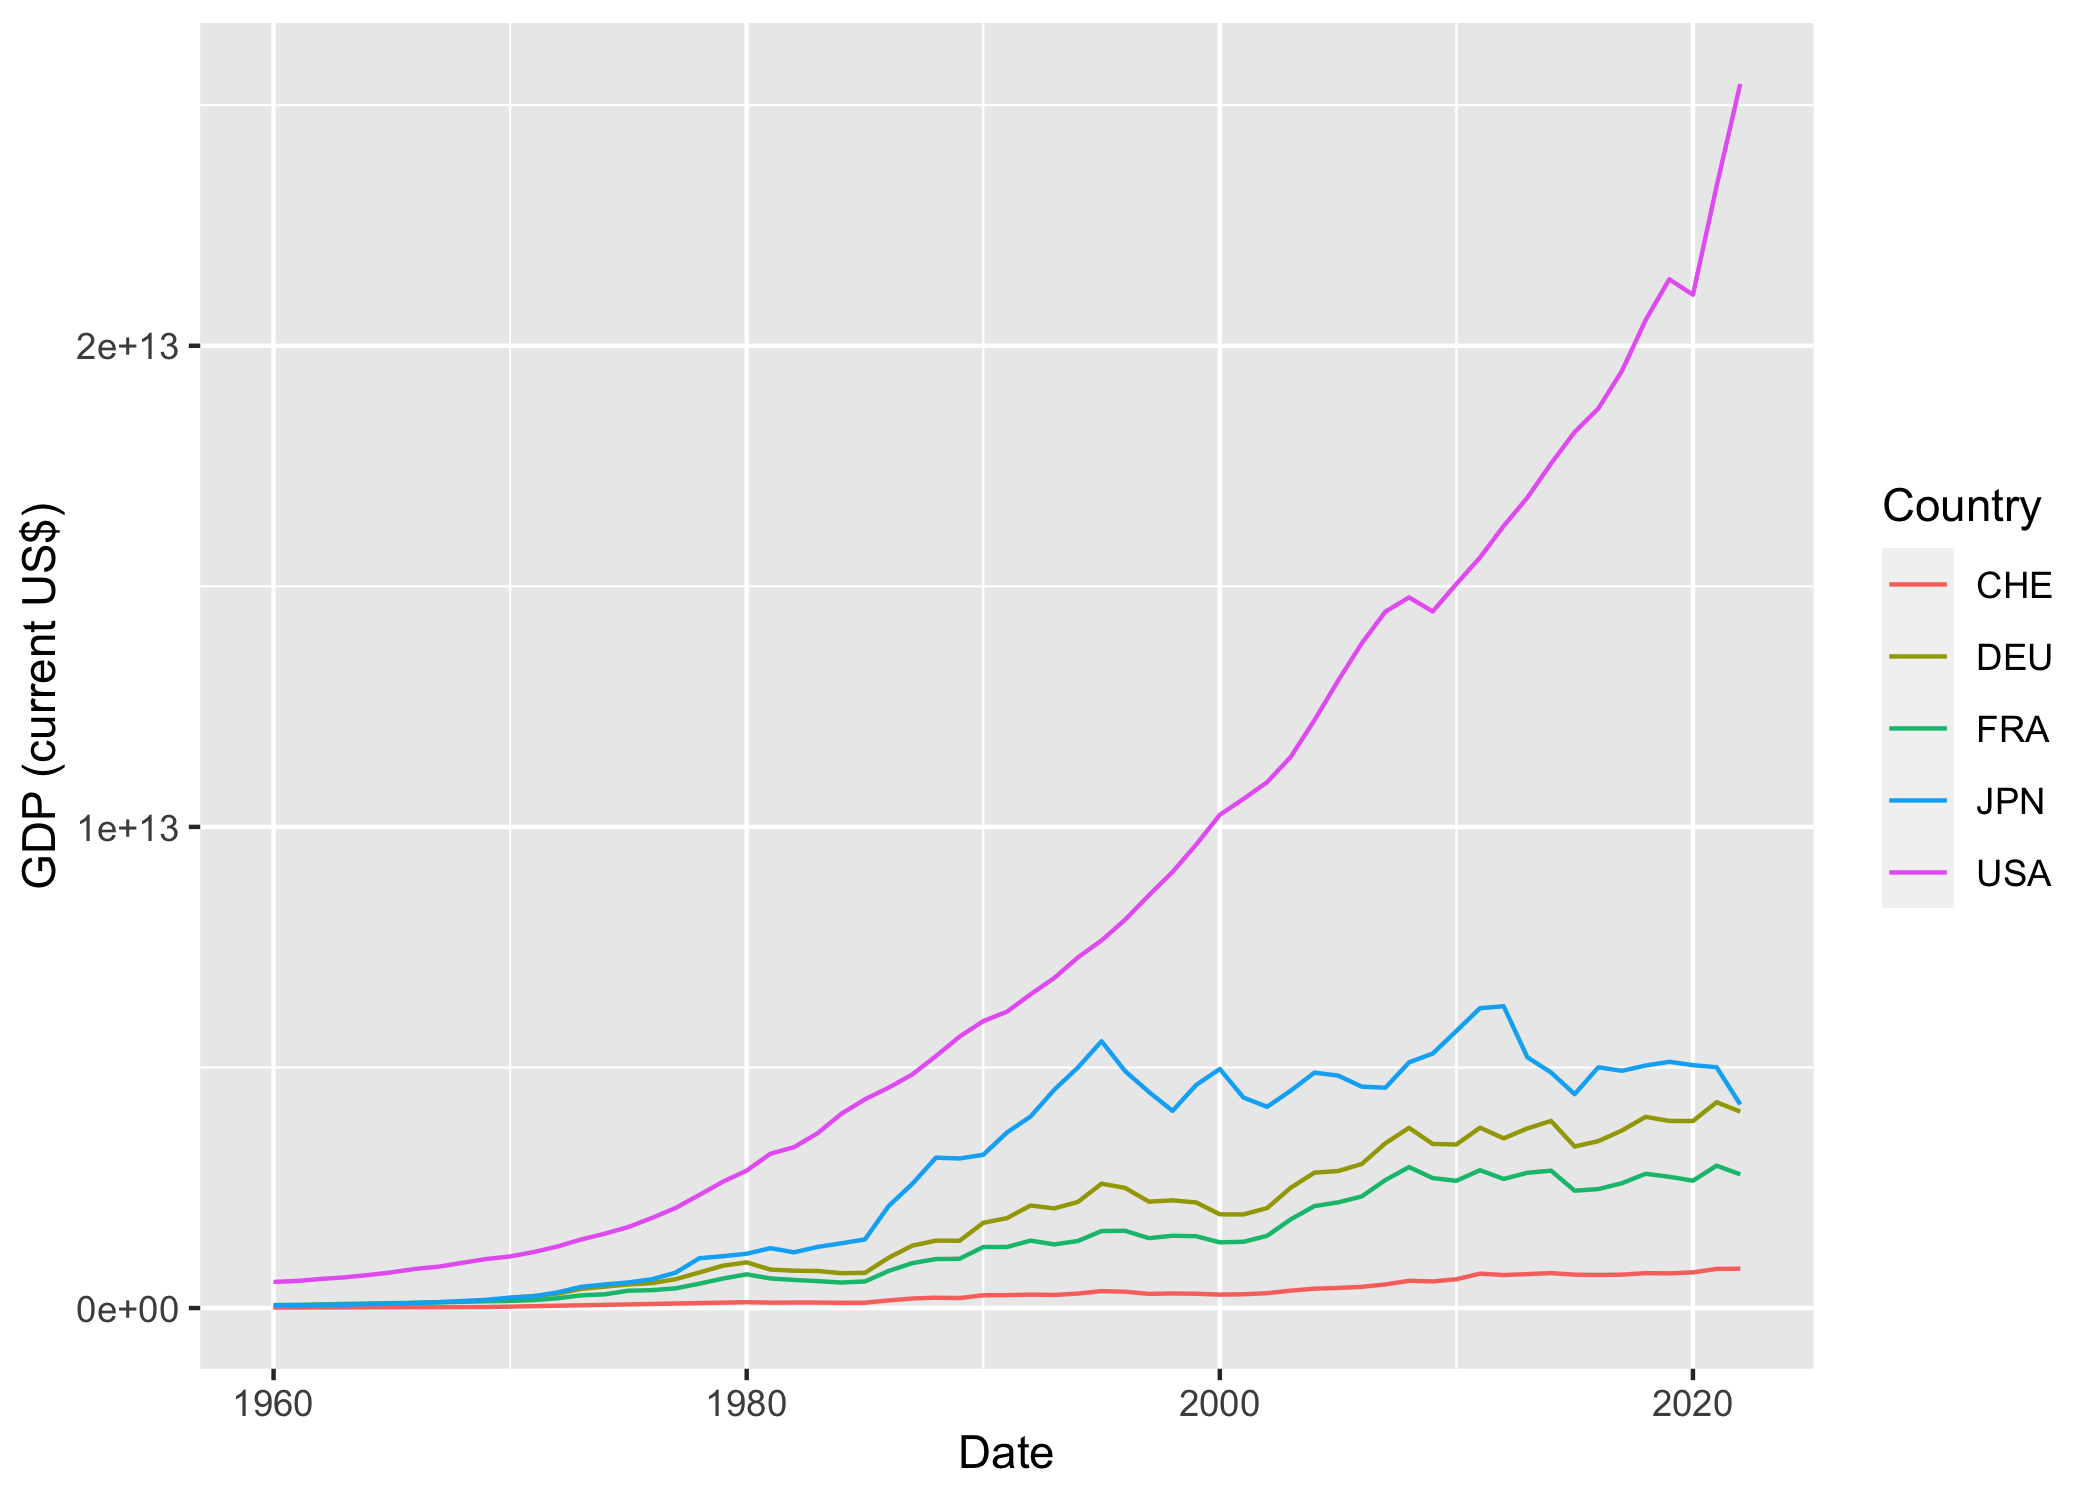 GDP (current US$)
2e+13
1e+13
0e+00
1960 1980 2000 2020
Date
Country
CHE
DEU
FRA
JPN
USA